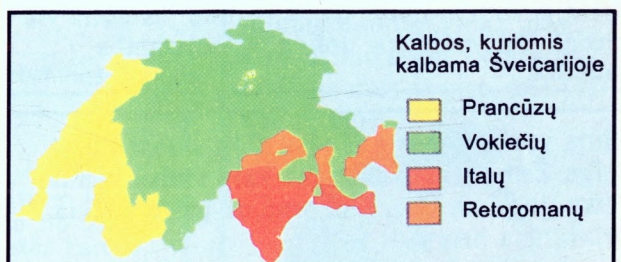 Kalbos, kuriomis
kalbama Šveicarijoje
Prancūzų
Vokiečių
Italų
Retoromanų